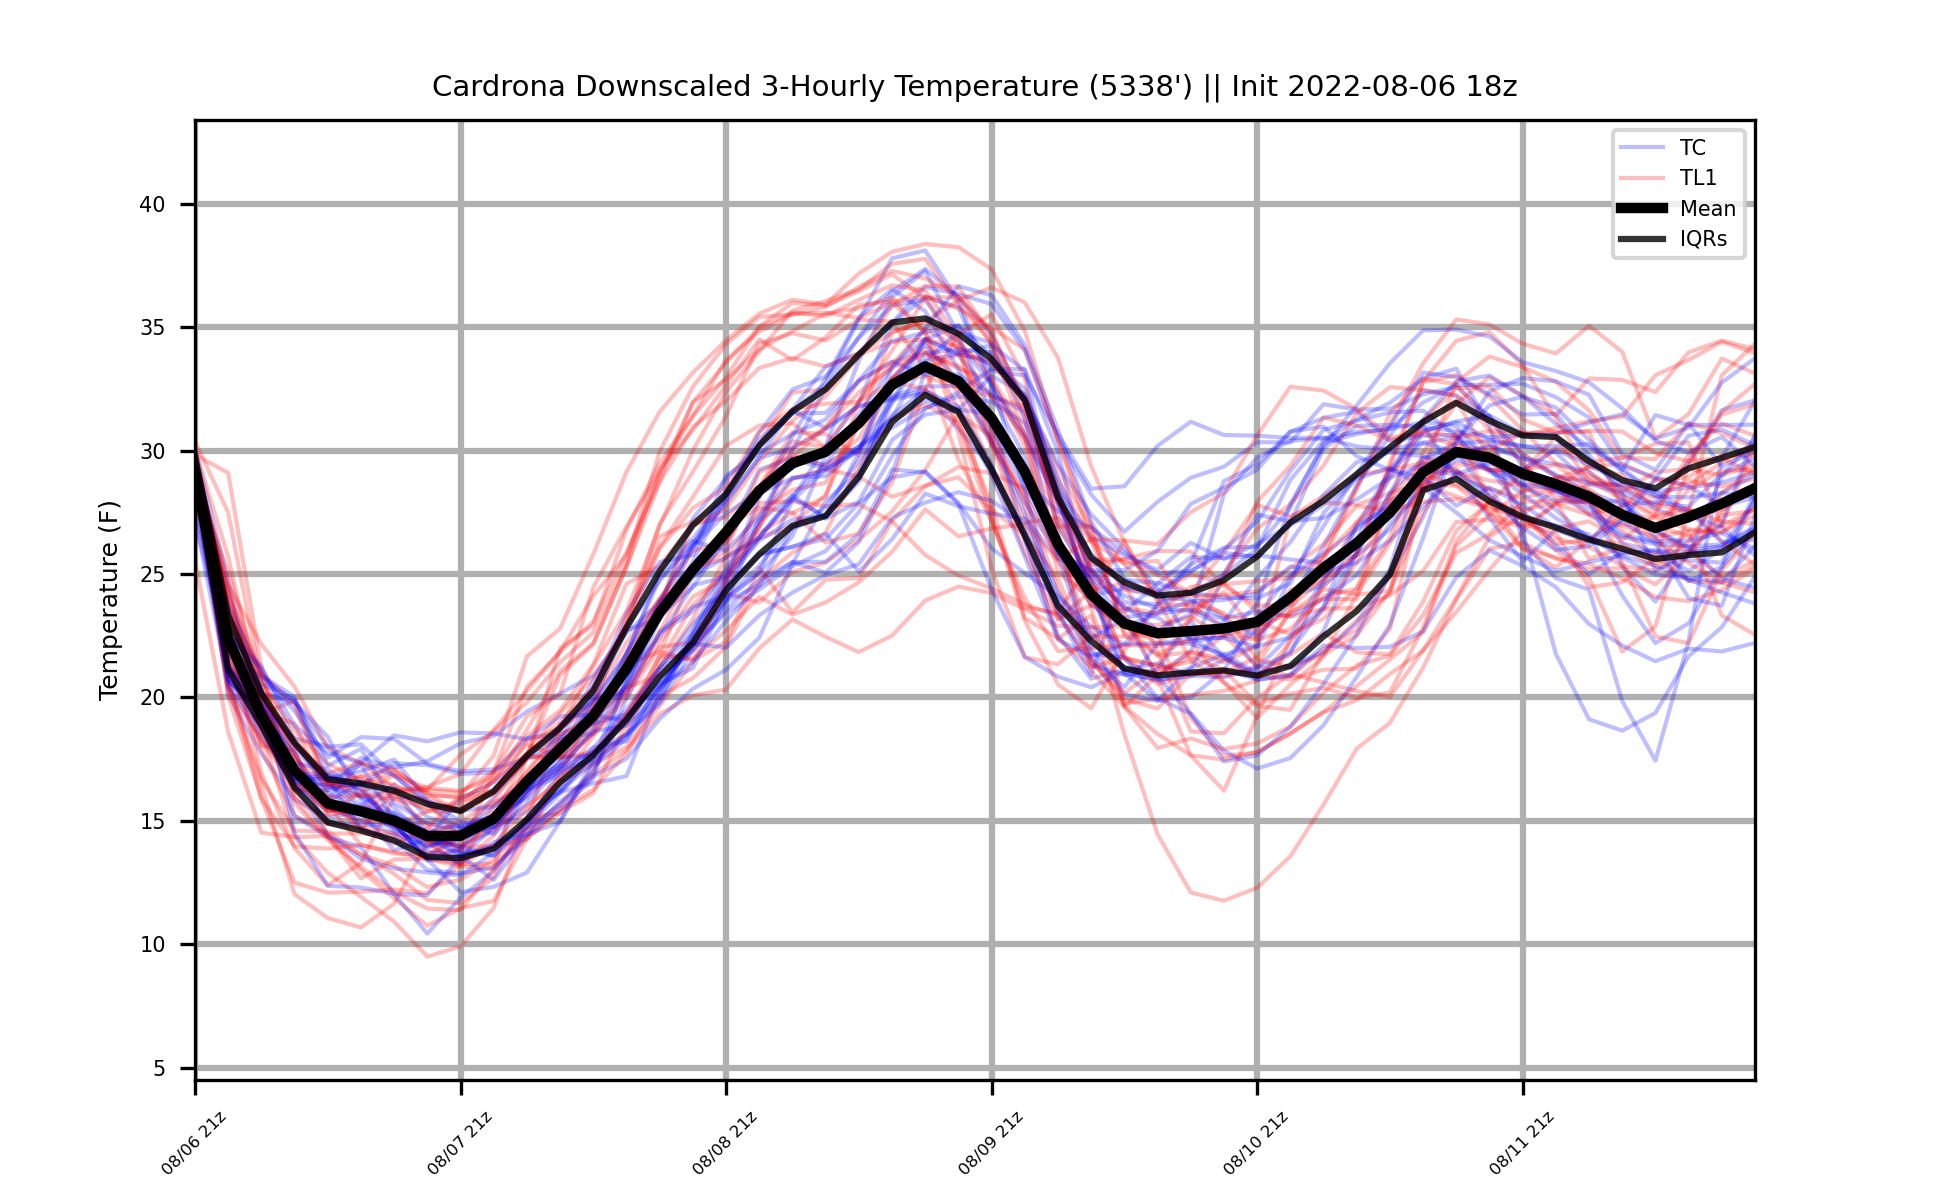 Cardrona Downscaled 3-Hourly Temperature (5338') || Init 2022-08-06 18z
TC
TL1
Mean
IQRs
Temperature (F)
40
35
30
25
20
15
10
5
08/06 21z
08/07 21z
08/08 21z
08/09 21z
08/10 21z
08/11 21z